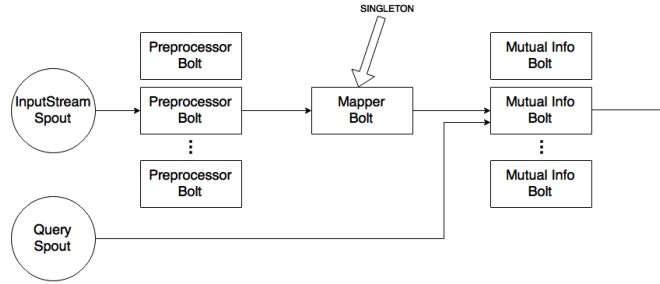 SINGLETON
Preprocessor
Bolt
Mutual Info
Bolt
InputStream
Spout
Preprocessor
Bolt
Mapper
Bolt
Mutual Info
Bolt
Preprocessor
Bolt
Mutual Info
Bolt
Query
Spout